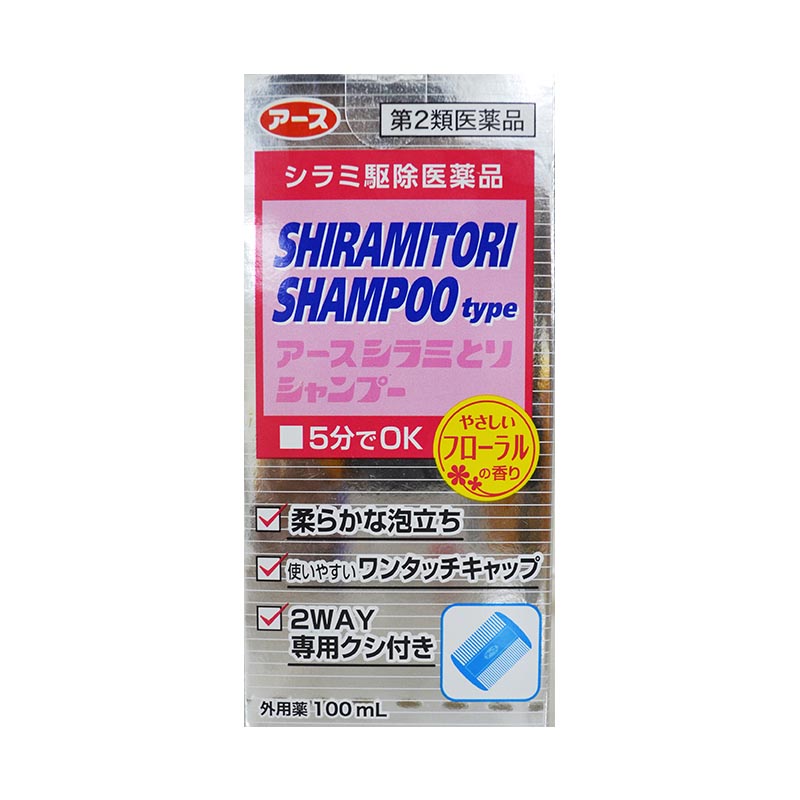 アース
第2類医薬品
シラミ駆除医薬品
SHIRAMITORI
SHAMPOO type
アースシラミとり
シャンプー
5分でOK
やさしい
フローラル
の香り
柔らかな泡立ち
使いやすいワンタッチキャップ
2WAY
専用クシ付き
外用薬 100mL